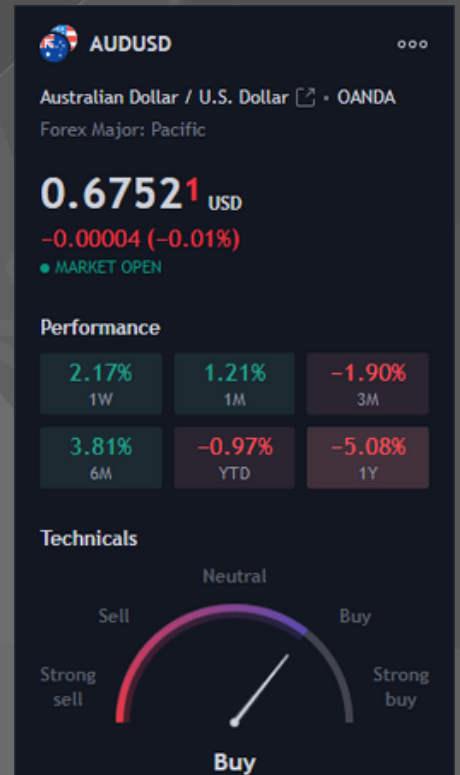 AUDUSD
Australian Dollar / U.S. Dollar • OANDA
Forex Major: Pacific
0.67521 USD
−0.00004 (−0.01%)
● MARKET OPEN
Performance
2.17% 1.21% −1.90%
1W 1M 3M
3.81% −0.97% −5.08%
6M YTD 1Y
Technicals
Neutral
Sell Buy
Strong sell Strong buy
Buy